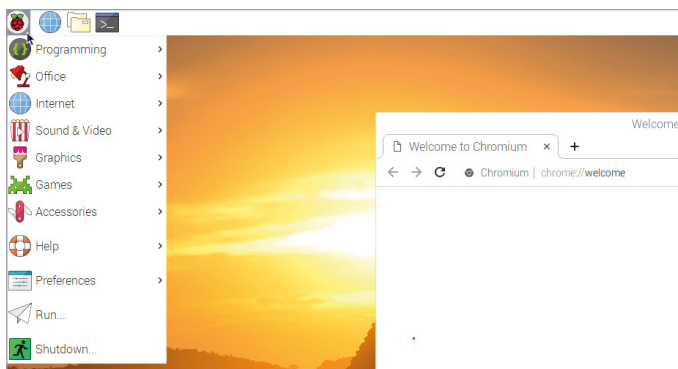 Programming
Office
Internet
Sound & Video
Graphics
Games
Accessories
Help
Preferences
Run...
Shutdown...
Welcome
Welcome to Chromium × +
Chromium | chrome://welcome